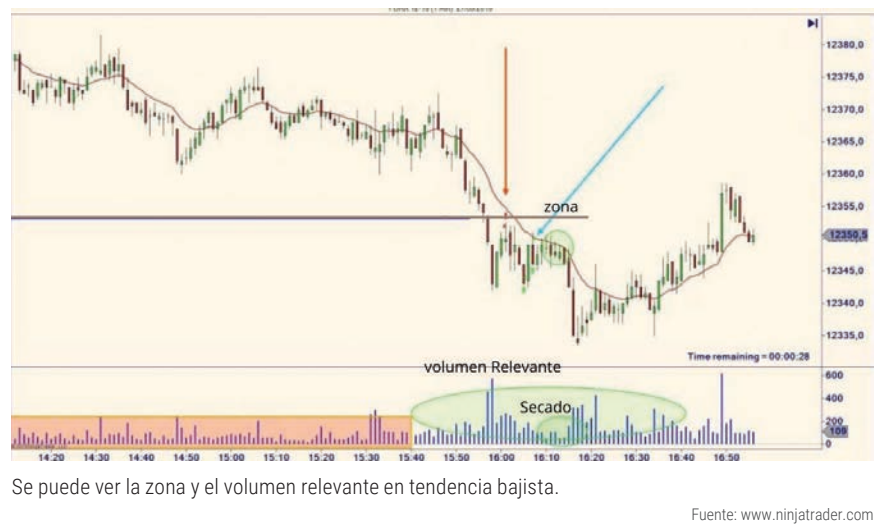 12380,0
12375,0
12370,0
12365,0
12360,0
12355,0
zona
12350,5
12345,0
12340,0
12335,0
Time remaining = 00:00:28
volumen Relevante
600
400
Secado
200
109
0
14:20 14:30 14:40 14:50 15:00 15:10 15:20 15:30 15:40 15:50 16:00 16:10 16:20 16:30 16:40 16:50
Se puede ver la zona y el volumen relevante en tendencia bajista.
Fuente: www.ninjatrader.com